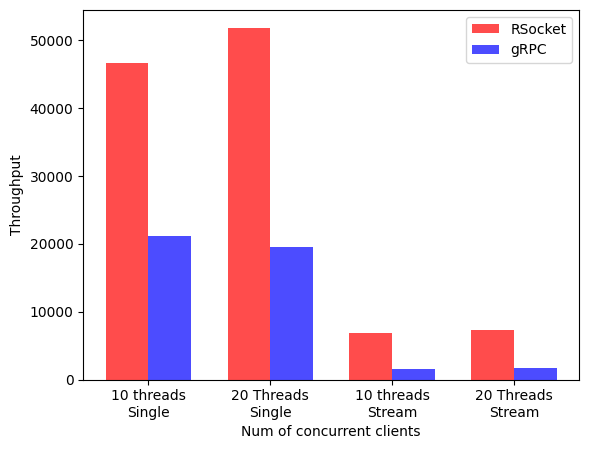 RSocket
gRPC
Throughput
50000
40000
30000
20000
10000
0
10 threads
Single
20 Threads
Single
10 threads
Stream
20 Threads
Stream
Num of concurrent clients